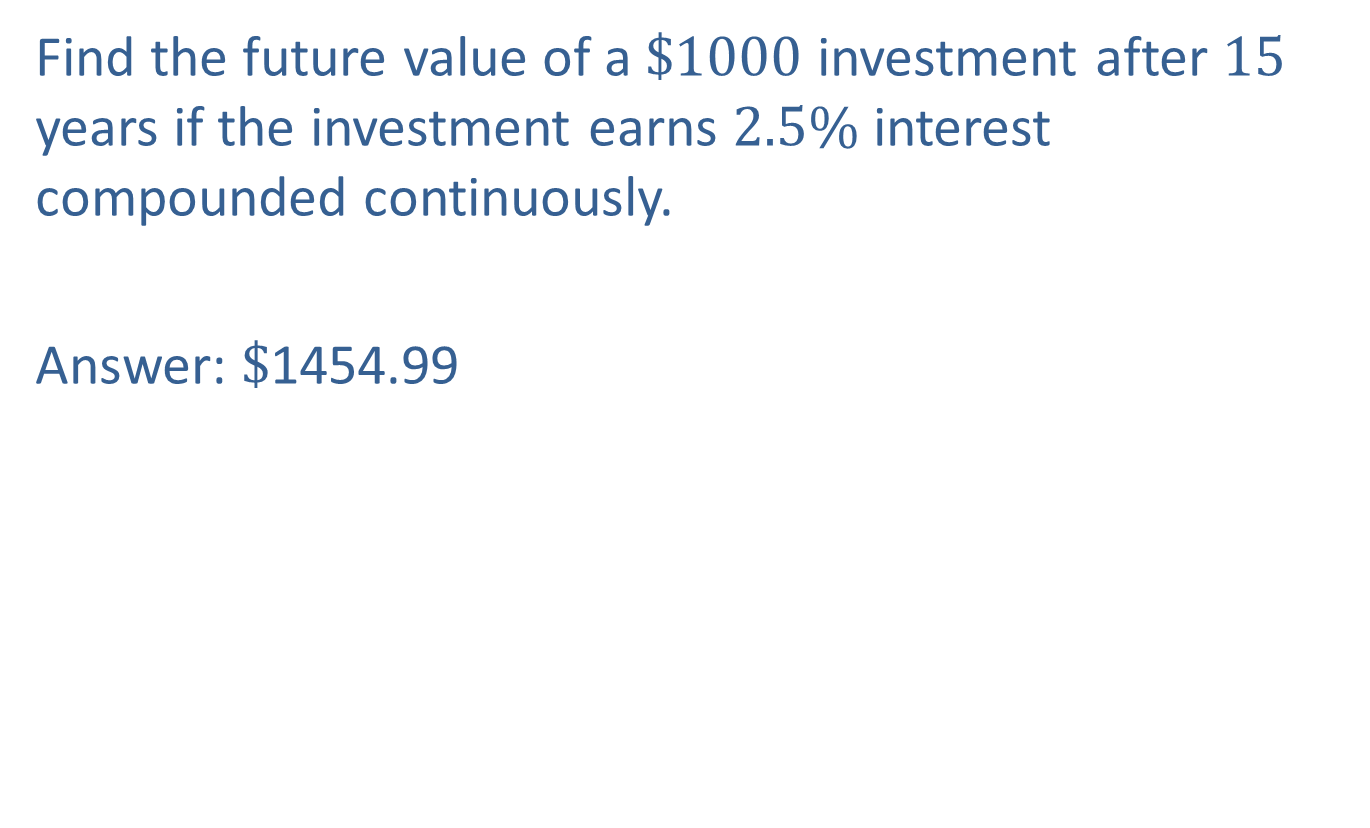 Find the future value of a $1000 investment after 15
years if the investment earns 2.5% interest
compounded continuously.
Answer: $1454.99